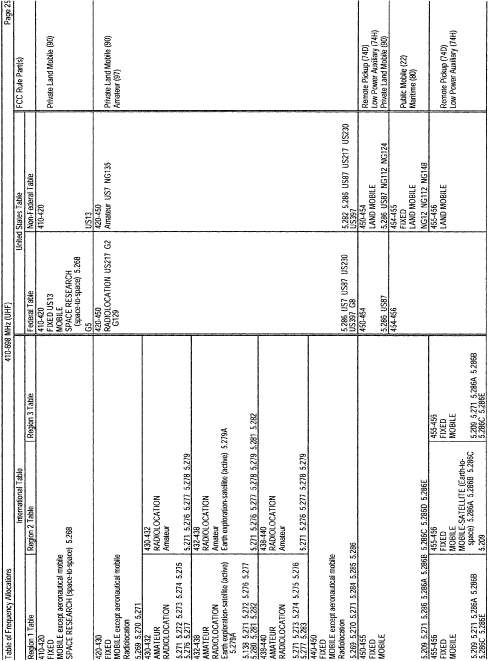 Table of Frequency Allocations
410-698 MHz (UHF)
Page 25
International Table
United States Table
FCC Rule Part(s)
Region 1 Table
Region 2 Table
Region 3 Table
Federal Table
Non-Federal Table
410-420
FIXED
MOBILE except aeronautical mobile
SPACE RESEARCH (space-to-space) 5.268
410-420
FIXED US13
MOBILE
SPACE RESEARCH
(space-to-space) 5.268
G5
410-420
US13
Private Land Mobile (90)
420-430
FIXED
MOBILE except aeronautical mobile
Radiolocation
5.269 5.270 5.271
420-450
RADIOLOCATION US217 G2
G129
420-450
Amateur US7 NG135
Private Land Mobile (90)
Amateur (97)
430-432
AMATEUR
RADIOLOCATION
5.271 5.272 5.273 5.274 5.275
5.276 5.277
430-432
RADIOLOCATION
Amateur
5.271 5.276 5.277 5.278 5.279
432-438
AMATEUR
RADIOLOCATION
Earth exploration-satellite (active)
5.279A
5.138 5.271 5.272 5.276 5.277
5.280 5.281 5.282
432-438
RADIOLOCATION
Amateur
Earth exploration-satellite (active) 5.279A
5.271 5.276 5.277 5.278 5.279 5.281 5.282
438-440
AMATEUR
RADIOLOCATION
5.271 5.273 5.274 5.275 5.276
5.277 5.283
438-440
RADIOLOCATION
Amateur
5.271 5.276 5.277 5.278 5.279
440-450
FIXED
MOBILE except aeronautical mobile
Radiolocation
5.269 5.270 5.271 5.284 5.285 5.286
5.286 US7 US87 US230
US397 G8
5.282 5.286 US87 US217 US230
US397
450-455
FIXED
MOBILE
5.209 5.271 5.286 5.286A 5.286B 5.286C 5.286D 5.286E
450-454
5.286 US87
450-454
LAND MOBILE
5.286 US87 NG112 NG124
Remote Pickup (74D)
Low Power Auxiliary (74H)
Private Land Mobile (90)
454-456
454-455
FIXED
LAND MOBILE
NG12 NG112 NG148
Public Mobile (22)
Maritime (80)
455-456
FIXED
MOBILE
5.209 5.271 5.286A 5.286B
5.286C 5.286E
455-456
FIXED
MOBILE
MOBILE-SATELLITE (Earth-to-
space) 5.286A 5.286B 5.286C
5.209
455-456
FIXED
MOBILE
5.209 5.271 5.286A 5.286B
5.286C 5.286E
455-456
LAND MOBILE
Remote Pickup (74D)
Low Power Auxiliary (74H)